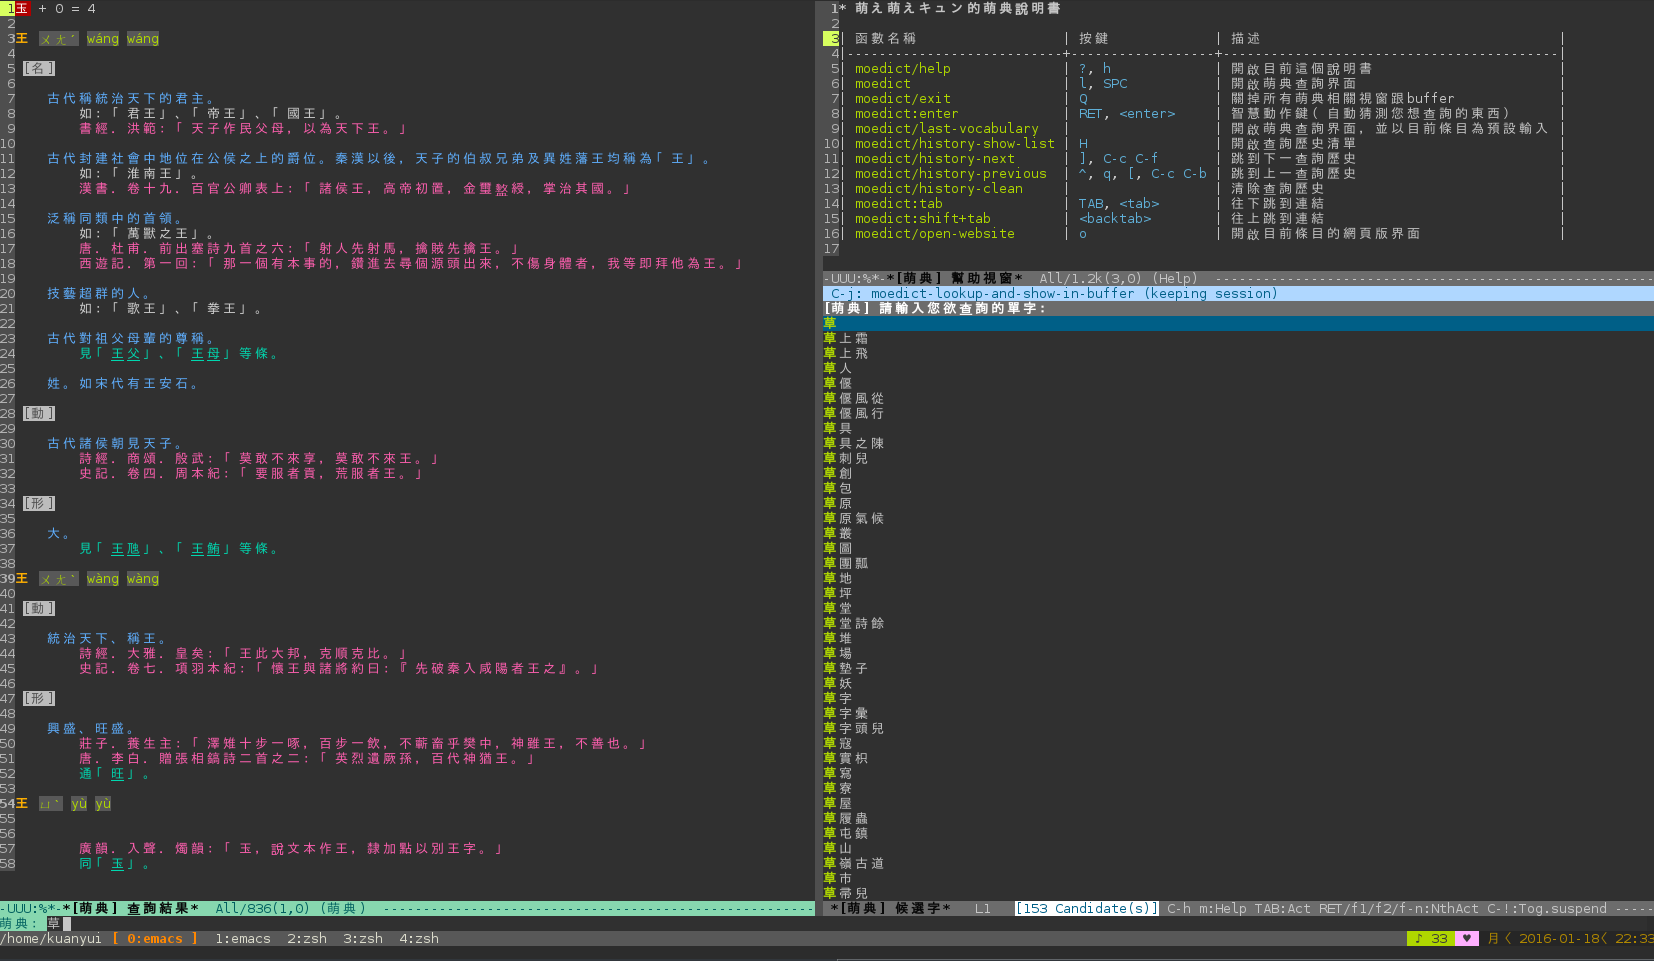 1玉 + 0 = 4
2
3王 ㄨㄤˊ wáng wáng
4
5 [名]
6
7 古代稱統治天下的君主。
8 如:「君王」、「帝王」、「國王」。
9 書經．洪範:「天子作民父母, 以為天下王。」
10
11 古代封建社會中地位在公侯之上的爵位。秦漢以後, 天子的伯叔兄弟及異姓藩王均稱為「王」。
12 如:「淮南王」。
13 漢書．卷十九．百官公卿表上:「諸侯王, 高帝初置, 金璽盭綬, 掌治其國。」
14
15 泛稱同類中的首領。
16 如:「萬獸之王」。
17 唐．杜甫．前出塞詩九首之六:「射人先射馬, 擒賊先擒王。」
18 西遊記．第一回:「那一個有本事的, 鑽進去尋個源頭出來, 不傷身體者, 我等即拜他為王。」
19
20 技藝超群的人。
21 如:「歌王」、「拳王」。
22
23 古代對祖父母輩的尊稱。
24 見「王父」、「王母」等條。
25
26 姓。如宋代有王安石。
27
28 [動]
29
30 古代諸侯朝見天子。
31 詩經．商頌．殷武:「莫敢不來享, 莫敢不來王。」
32 史記．卷四．周本紀:「要服者貢, 荒服者王。」
33
34 [形]
35
36 大。
37 見「王虺」、「王鮪」等條。
38
39王 ㄨㄤˋ wàng wàng
40
41 [動]
42
43 統治天下、稱王。
44 詩經．大雅．皇矣:「王此大邦, 克順克比。」
45 史記．卷七．項羽本紀:「懷王與諸將約曰:『先破秦入咸陽者王之』。」
46
47 [形]
48
49 興盛、旺盛。
50 莊子．養生主:「澤雉十步一啄, 百步一飲, 不蘄畜乎樊中, 神雖王, 不善也。」
51 唐．李白．贈張相鎬詩二首之二:「英烈遺厥孫, 百代神猶王。」
52 通「旺」。
53
54王 ㄩˋ yù yù
55
56
57 廣韻．入聲．燭韻:「玉, 說文本作王, 隸加點以別王字。」
58 同「玉」。
-UUU:%*-*[萌典] 查詢結果* All/836(1,0) (萌典) ------------------------------------------------------
萌典: 草
1* 萌え萌えキュン的萌典說明書
2
3| 函數名稱 | 按鍵 | 描述 |
4|---------------------------+------------------+------------------------------------------|
5| moedict/help | ?, h | 開啟目前這個說明書 |
6| moedict | l, SPC | 開啟萌典查詢界面 |
7| moedict/exit | Q | 關掉所有萌典相關視窗跟buffer |
8| moedict:enter | RET, <enter> | 智慧動作鍵(自動猜測您想查詢的東西) |
9| moedict/last-vocabulary | | 開啟萌典查詢界面, 並以目前條目為預設輸入 |
10| moedict/history-show-list | H | 開啟查詢歷史清單 |
11| moedict/history-next | ], C-c C-f | 跳到下一查詢歷史 |
12| moedict/history-previous | ^, q, [, C-c C-b | 跳到上一查詢歷史 |
13| moedict/history-clean | | 清除查詢歷史 |
14| moedict:tab | TAB, <tab> | 往下跳到連結 |
15| moedict:shift+tab | <backtab> | 往上跳到連結 |
16| moedict/open-website | o | 開啟目前條目的網頁版界面 |
17
-UUU:%*-*[萌典] 幫助視窗* All/1.2k(3,0) (Help) -------------------------------------------------------
C-j: moedict-lookup-and-show-in-buffer (keeping session)
[萌典] 請輸入您欲查詢的單字:
草
草上霜
草上飛
草人
草偃
草偃風從
草偃風行
草具
草具之陳
草刺兒
草創
草包
草原
草原氣候
草叢
草圖
草團瓢
草地
草坪
草堂
草堂詩餘
草堆
草場
草墊子
草妖
草字
草字彙
草字頭兒
草寇
草實枳
草寫
草寮
草屋
草履蟲
草屯鎮
草山
草嶺古道
草市
草帶兒
*[萌典] 候選字* L1 [153 Candidate(s)] C-h m:Help TAB:Act RET/f1/f2/f-n:NthAct C-!:Tog.suspend -----
/home/kuanyui [ 0:emacs ] 1:emacs 2:zsh 3:zsh 4:zsh ♪ 33 ♥ 月〈 2016-01-18〈 22:33